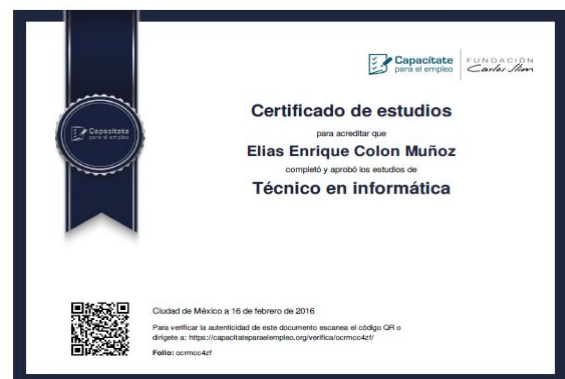 Capacítate
para el empleo
FUNDACIÓN
Carlos Slim
Certificado de estudios
para acreditar que
Elias Enrique Colon Muñoz
completó y aprobó los estudios de
Técnico en informática
Capacítate
para el empleo
Ciudad de México a 16 de febrero de 2016
Para verificar la autenticidad de este documento escanea el código QR o
dirígete a: https://capacitateparaelempleo.org/verifica/ocrmcc4zf/
Folio: ocrmcc4zf